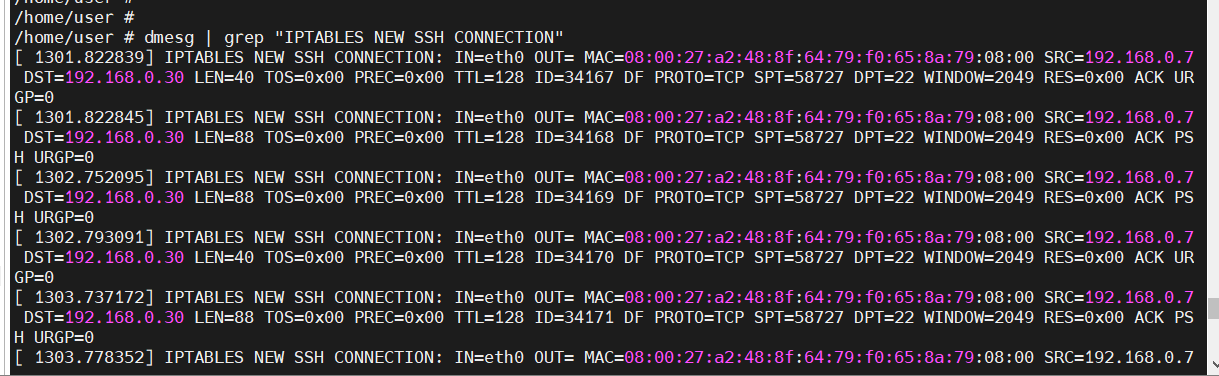 /home/user #
/home/user #
/home/user # dmesg | grep "IPTABLES NEW SSH CONNECTION"
[ 1301.822839] IPTABLES NEW SSH CONNECTION: IN=eth0 OUT= MAC=08:00:27:a2:48:8f:64:79:f0:65:8a:79:08:00 SRC=192.168.0.7
DST=192.168.0.30 LEN=40 TOS=0x00 PREC=0x00 TTL=128 ID=34167 DF PROTO=TCP SPT=58727 DPT=22 WINDOW=2049 RES=0x00 ACK UR
GP=0
[ 1301.822845] IPTABLES NEW SSH CONNECTION: IN=eth0 OUT= MAC=08:00:27:a2:48:8f:64:79:f0:65:8a:79:08:00 SRC=192.168.0.7
DST=192.168.0.30 LEN=88 TOS=0x00 PREC=0x00 TTL=128 ID=34168 DF PROTO=TCP SPT=58727 DPT=22 WINDOW=2049 RES=0x00 ACK PS
H URGP=0
[ 1302.752095] IPTABLES NEW SSH CONNECTION: IN=eth0 OUT= MAC=08:00:27:a2:48:8f:64:79:f0:65:8a:79:08:00 SRC=192.168.0.7
DST=192.168.0.30 LEN=88 TOS=0x00 PREC=0x00 TTL=128 ID=34169 DF PROTO=TCP SPT=58727 DPT=22 WINDOW=2049 RES=0x00 ACK PS
H URGP=0
[ 1302.793091] IPTABLES NEW SSH CONNECTION: IN=eth0 OUT= MAC=08:00:27:a2:48:8f:64:79:f0:65:8a:79:08:00 SRC=192.168.0.7
DST=192.168.0.30 LEN=40 TOS=0x00 PREC=0x00 TTL=128 ID=34170 DF PROTO=TCP SPT=58727 DPT=22 WINDOW=2049 RES=0x00 ACK UR
GP=0
[ 1303.737172] IPTABLES NEW SSH CONNECTION: IN=eth0 OUT= MAC=08:00:27:a2:48:8f:64:79:f0:65:8a:79:08:00 SRC=192.168.0.7
DST=192.168.0.30 LEN=88 TOS=0x00 PREC=0x00 TTL=128 ID=34171 DF PROTO=TCP SPT=58727 DPT=22 WINDOW=2049 RES=0x00 ACK PS
H URGP=0
[ 1303.778352] IPTABLES NEW SSH CONNECTION: IN=eth0 OUT= MAC=08:00:27:a2:48:8f:64:79:f0:65:8a:79:08:00 SRC=192.168.0.7